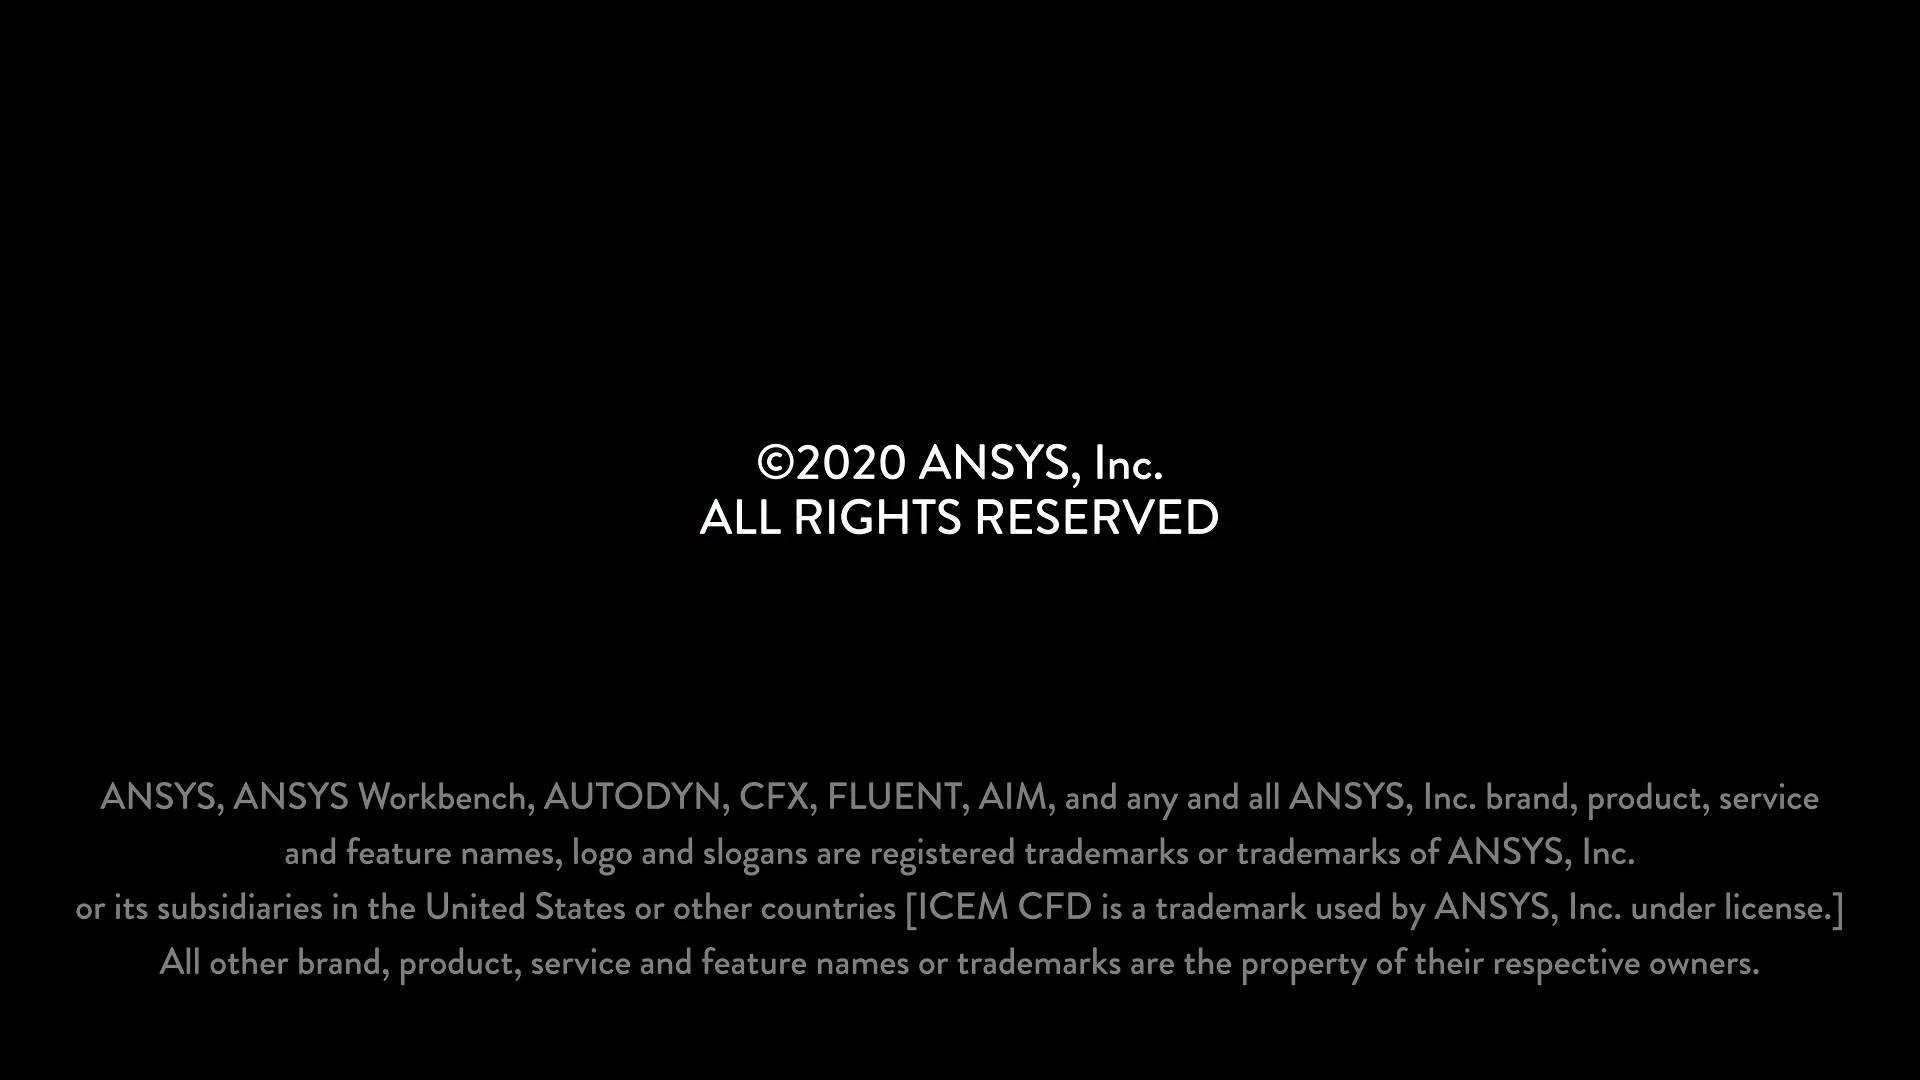 ©2020 ANSYS, Inc.
ALL RIGHTS RESERVED
ANSYS, ANSYS Workbench, AUTODYN, CFX, FLUENT, AIM, and any and all ANSYS, Inc. brand, product, service
and feature names, logo and slogans are registered trademarks or trademarks of ANSYS, Inc.
or its subsidiaries in the United States or other countries [ICEM CFD is a trademark used by ANSYS, Inc. under license.]
All other brand, product, service and feature names or trademarks are the property of their respective owners.